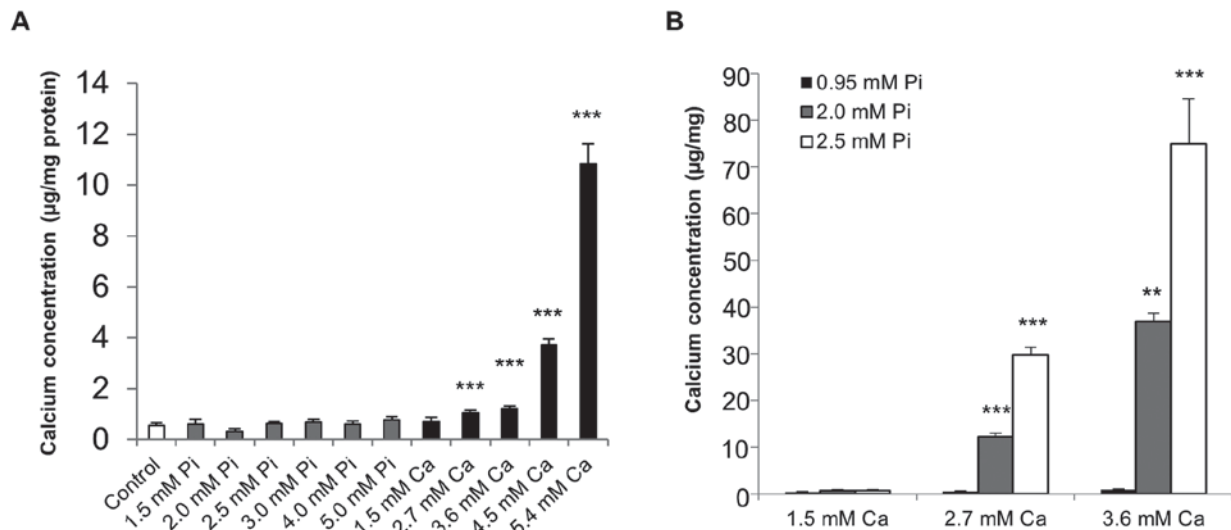 A
Calcium concentration (µg/mg protein)
14
12
10
8
6
4
2
0
***
***
***
***
Control
1.5 mM Pi
2.0 mM Pi
2.5 mM Pi
3.0 mM Pi
4.0 mM Pi
5.0 mM Pi
1.5 mM Ca
2.7 mM Ca
3.6 mM Ca
4.5 mM Ca
5.4 mM Ca
B
Calcium concentration (µg/mg)
90
80
70
60
50
40
30
20
10
0
0.95 mM Pi
2.0 mM Pi
2.5 mM Pi
***
***
**
***
1.5 mM Ca
2.7 mM Ca
3.6 mM Ca